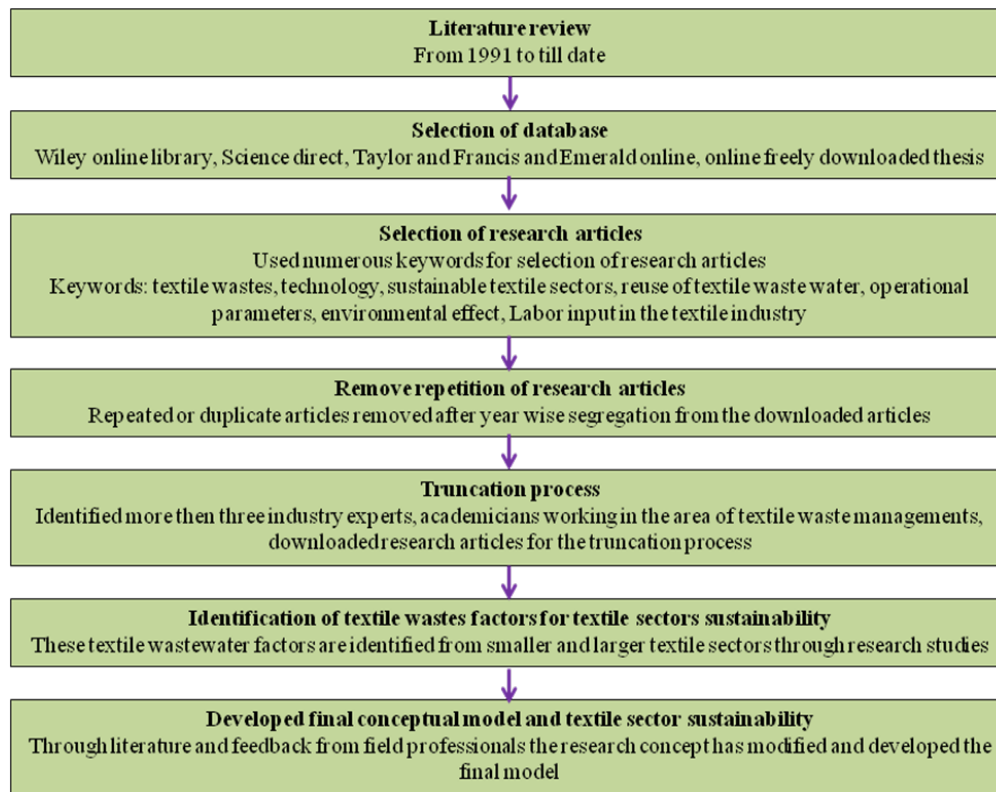 Literature review
From 1991 to till date
Selection of database
Wiley online library, Science direct, Taylor and Francis and Emerald online, online freely downloaded thesis
Selection of research articles
Used numerous keywords for selection of research articles
Keywords: textile wastes, technology, sustainable textile sectors, reuse of textile waste water, operational
parameters, environmental effect, Labor input in the textile industry
Remove repetition of research articles
Repeated or duplicate articles removed after year wise segregation from the downloaded articles
Truncation process
Identified more then three industry experts, academicians working in the area of textile waste managements,
downloaded research articles for the truncation process
Identification of textile wastes factors for textile sectors sustainability
These textile wastewater factors are identified from smaller and larger textile sectors through research studies
Developed final conceptual model and textile sector sustainability
Through literature and feedback from field professionals the research concept has modified and developed the
final model